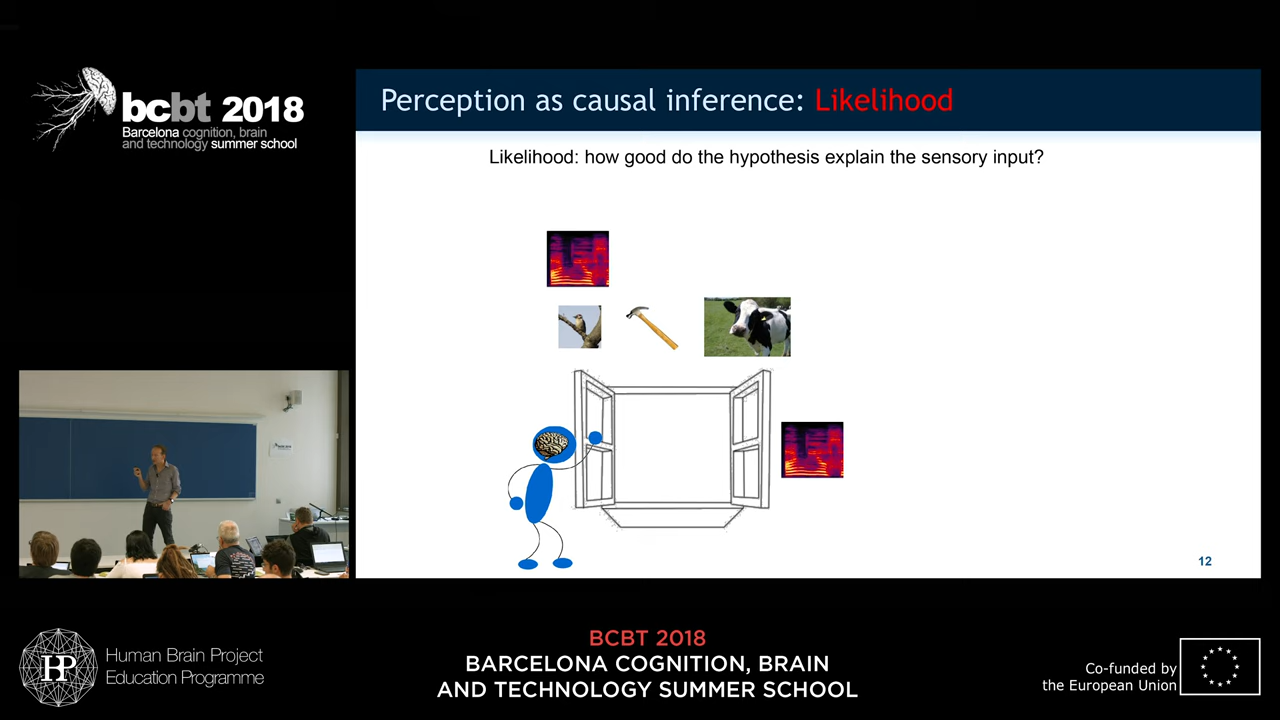 bcbt 2018
Barcelona cognition, brain
and technology summer school
Perception as causal inference: Likelihood
Likelihood: how good do the hypothesis explain the sensory input?
12
HP
Human Brain Project
Education Programme
BCBT 2018
BARCELONA COGNITION, BRAIN
AND TECHNOLOGY SUMMER SCHOOL
Co-funded by
the European Union